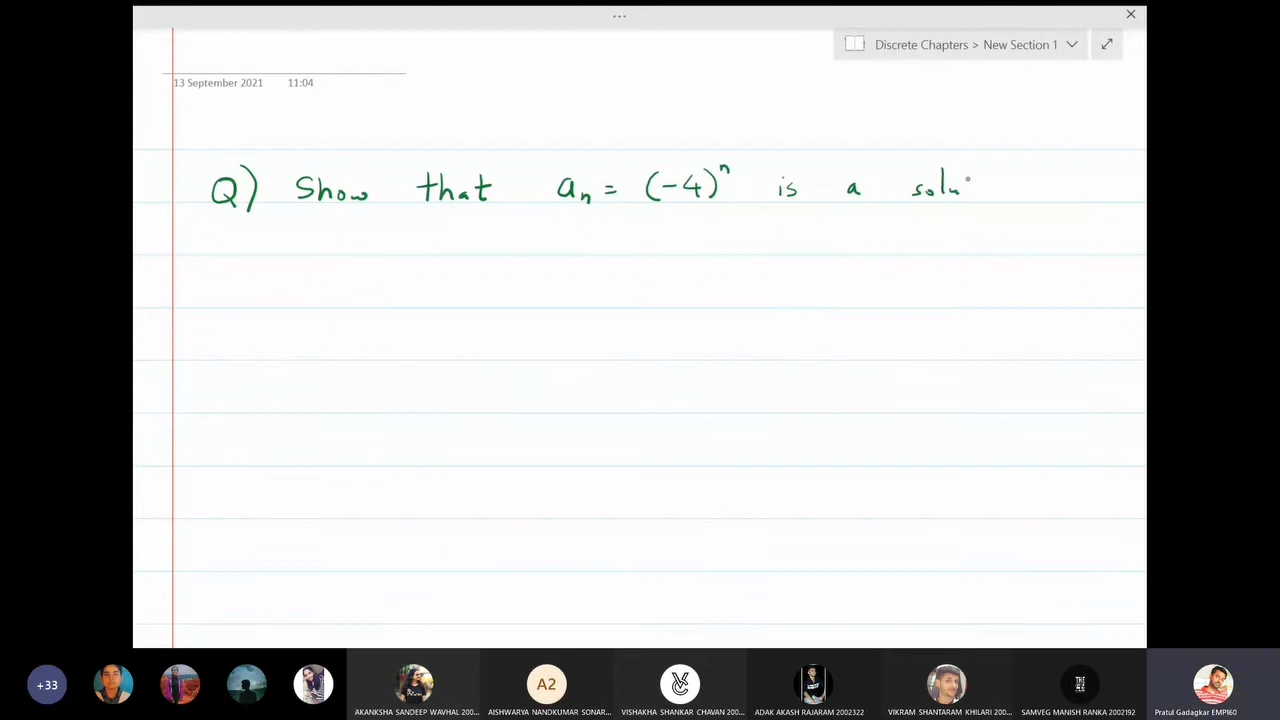 ...
Discrete Chapters > New Section 1
13 September 2021 11:04
Q) Show that aₙ = (-4)ⁿ is a solu
+33
A2
AKANKSHA SANDEEP WAVHAL 200...
AISHWARYA NANDKUMAR SONAR...
VISHAKHA SHANKAR CHAVAN 200...
ADAK AKASH RAJARAM 2002322
VIKRAM SHANTARAM KHILARI 200...
SAMVEG MANISH RANKA 2002192
Pratul Gadagkar EMP160